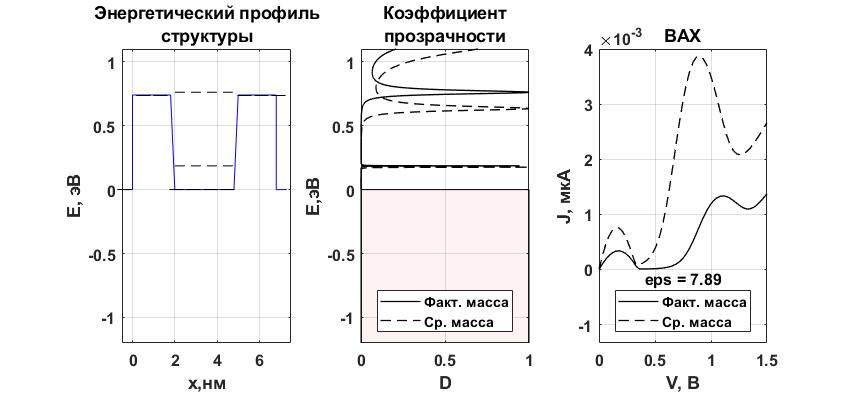 Энергетический профиль
структуры
1
0.5
0
-0.5
-1
E, эВ
0
2
4
6
x,нм
Коэффициент
прозрачности
1
0.5
0
-0.5
-1
E,эВ
Факт. масса
Ср. масса
0
0.5
1
D
×10⁻³
ВАХ
4
3
2
1
0
-1
J, мкА
eps = 7.89
Факт. масса
Ср. масса
0
0.5
1
1.5
V, В